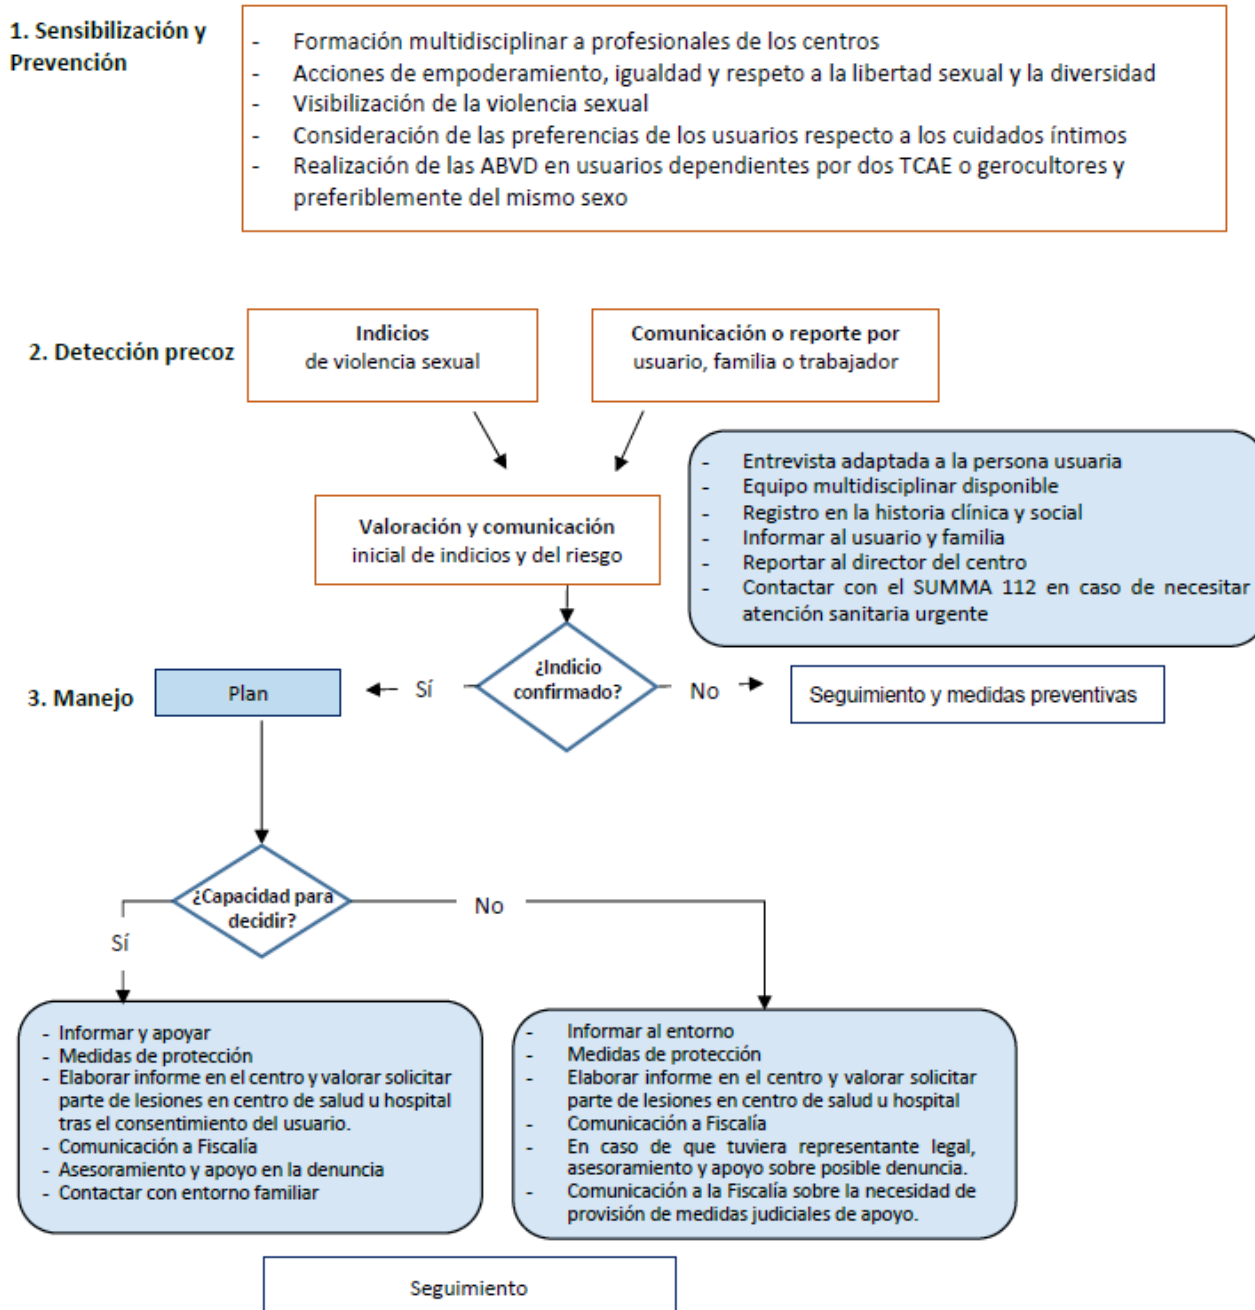 1. Sensibilización y
Prevención
- Formación multidisciplinar a profesionales de los centros
- Acciones de empoderamiento, igualdad y respeto a la libertad sexual y la diversidad
- Visibilización de la violencia sexual
- Consideración de las preferencias de los usuarios respecto a los cuidados íntimos
- Realización de las ABVD en usuarios dependientes por dos TCAE o gerocultores y
preferiblemente del mismo sexo
2. Detección precoz
Indicios
de violencia sexual
Comunicación o reporte por
usuario, familia o trabajador
Valoración y comunicación
inicial de indicios y del riesgo
- Entrevista adaptada a la persona usuaria
- Equipo multidisciplinar disponible
- Registro en la historia clínica y social
- Informar al usuario y familia
- Reportar al director del centro
- Contactar con el SUMMA 112 en caso de necesitar
atención sanitaria urgente
3. Manejo
Plan
Sí
¿Indicio
confirmado?
No
Seguimiento y medidas preventivas
¿Capacidad para
decidir?
Sí
No
- Informar y apoyar
- Medidas de protección
- Elaborar informe en el centro y valorar solicitar
parte de lesiones en centro de salud u hospital
tras el consentimiento del usuario.
- Comunicación a Fiscalía
- Asesoramiento y apoyo en la denuncia
- Contactar con entorno familiar
- Informar al entorno
- Medidas de protección
- Elaborar informe en el centro y valorar solicitar
parte de lesiones en centro de salud u hospital
- Comunicación a Fiscalía
- En caso de que tuviera representante legal,
asesoramiento y apoyo sobre posible denuncia.
- Comunicación a la Fiscalía sobre la necesidad de
provisión de medidas judiciales de apoyo.
Seguimiento